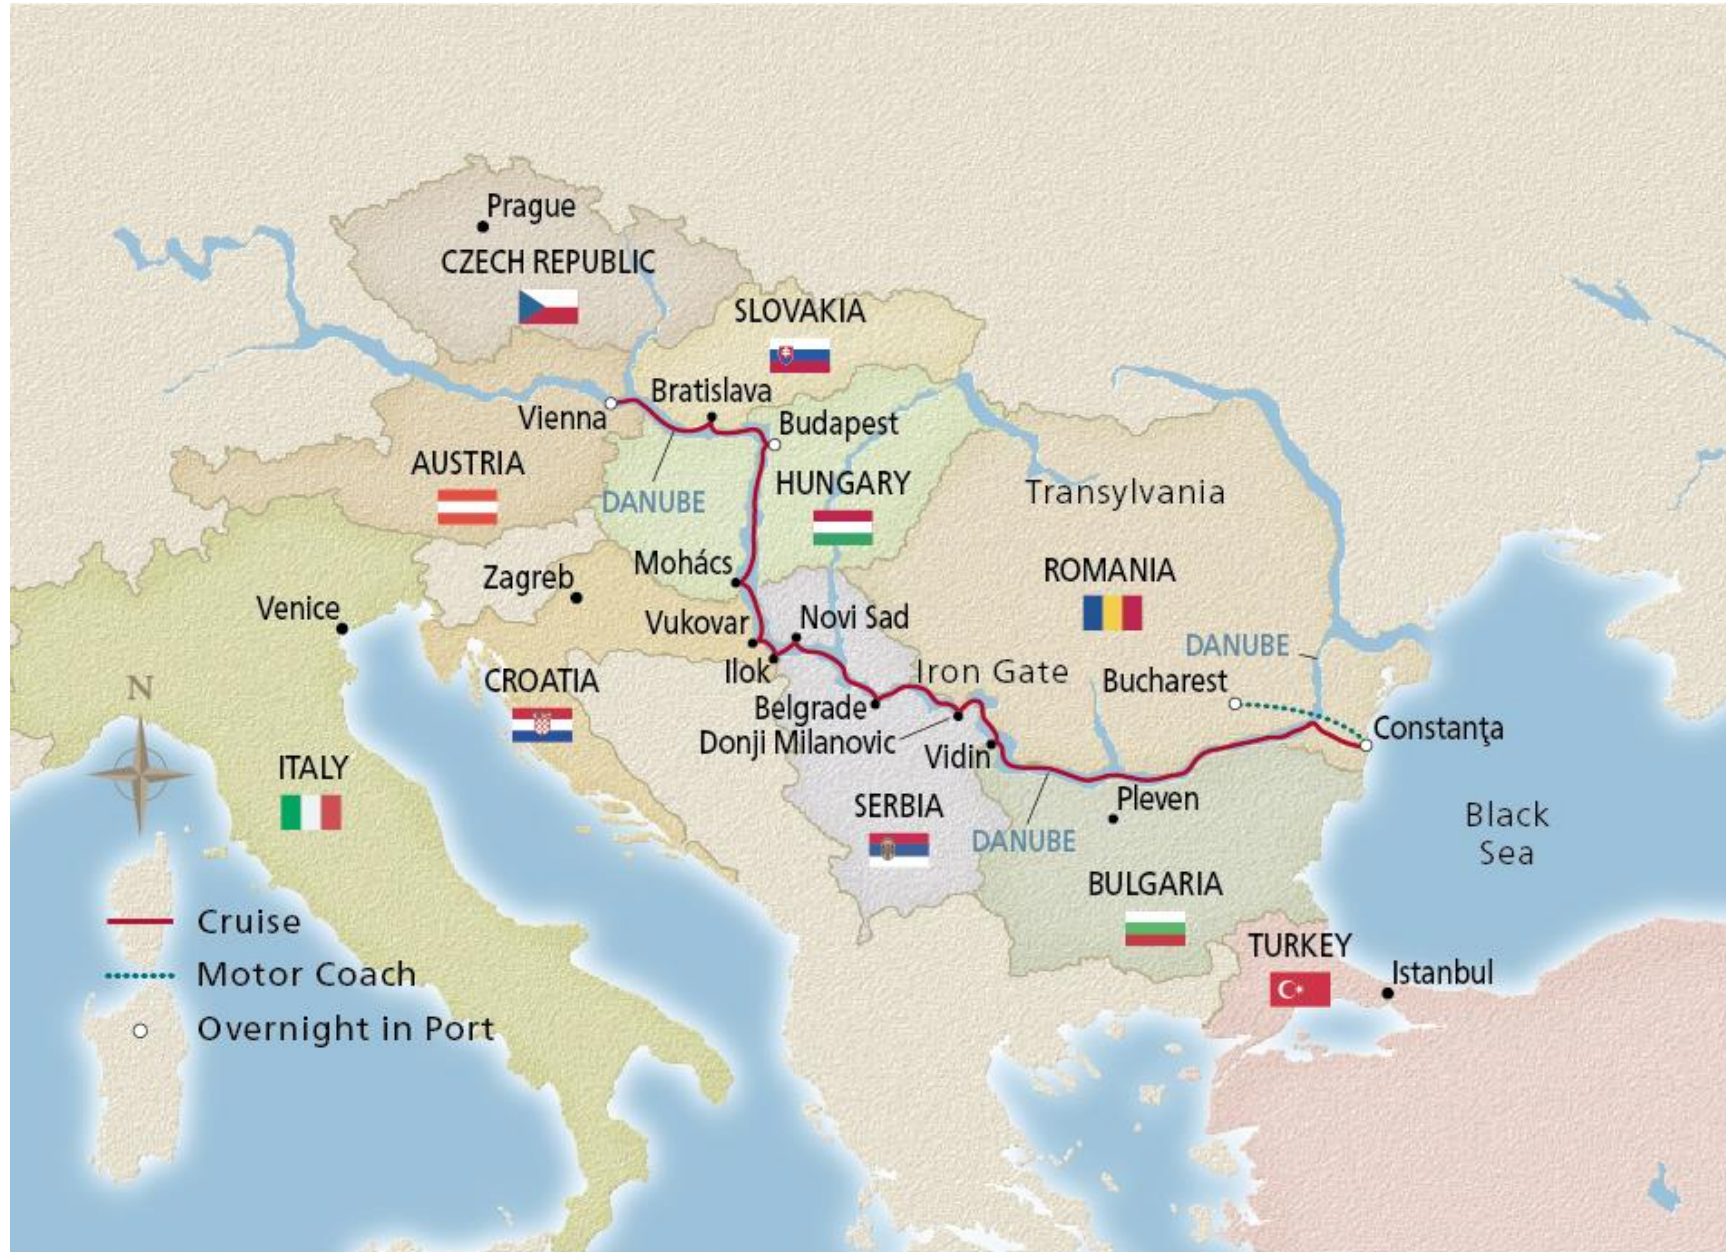 Prague
CZECH REPUBLIC
SLOVAKIA
Bratislava
Vienna
Budapest
AUSTRIA
HUNGARY
DANUBE
Transylvania
Mohács
ROMANIA
Zagreb
Venice
Vukovar
Novi Sad
DANUBE
Ilok
Iron Gate
Bucharest
CROATIA
N
Belgrade
Constanţa
Donji Milanovic
Vidin
ITALY
Pleven
SERBIA
Black
Sea
DANUBE
BULGARIA
Cruise
TURKEY
Motor Coach
Istanbul
Overnight in Port